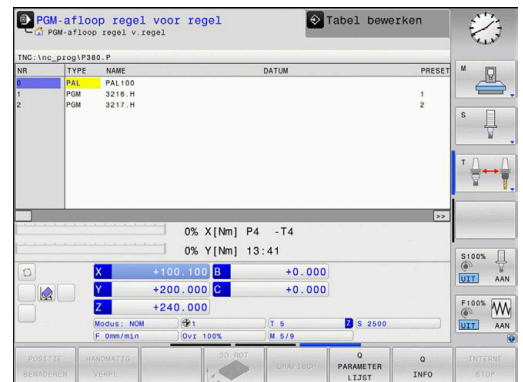 PGM-afloop regel voor regel
PGM-afloop regel v.regel
Tabel bewerken
TNC:\nc_prog\P380.P
NR TYPE NAME DATUM PRESET
0 PAL PAL100
1 PGM 3216.H 1
2 PGM 3217.H 2
>>
0% X[Nm] P4 -T4
0% Y[Nm] 13:41
X +100.100 B +0.000
Y +200.000 C +0.000
Z +240.000
Modus: NOM 1 T 5 Z S 2500
F 0mm/min Ovr 100% M 5/9
M
S
T
S100%
UIT AAN
F100%
UIT AAN
POSITIE BENADEREN
HANDMATIG VERPL.
3D ROT
GRAFISCH
Q PARAMETER LIJST
Q INFO
INTERNE STOP